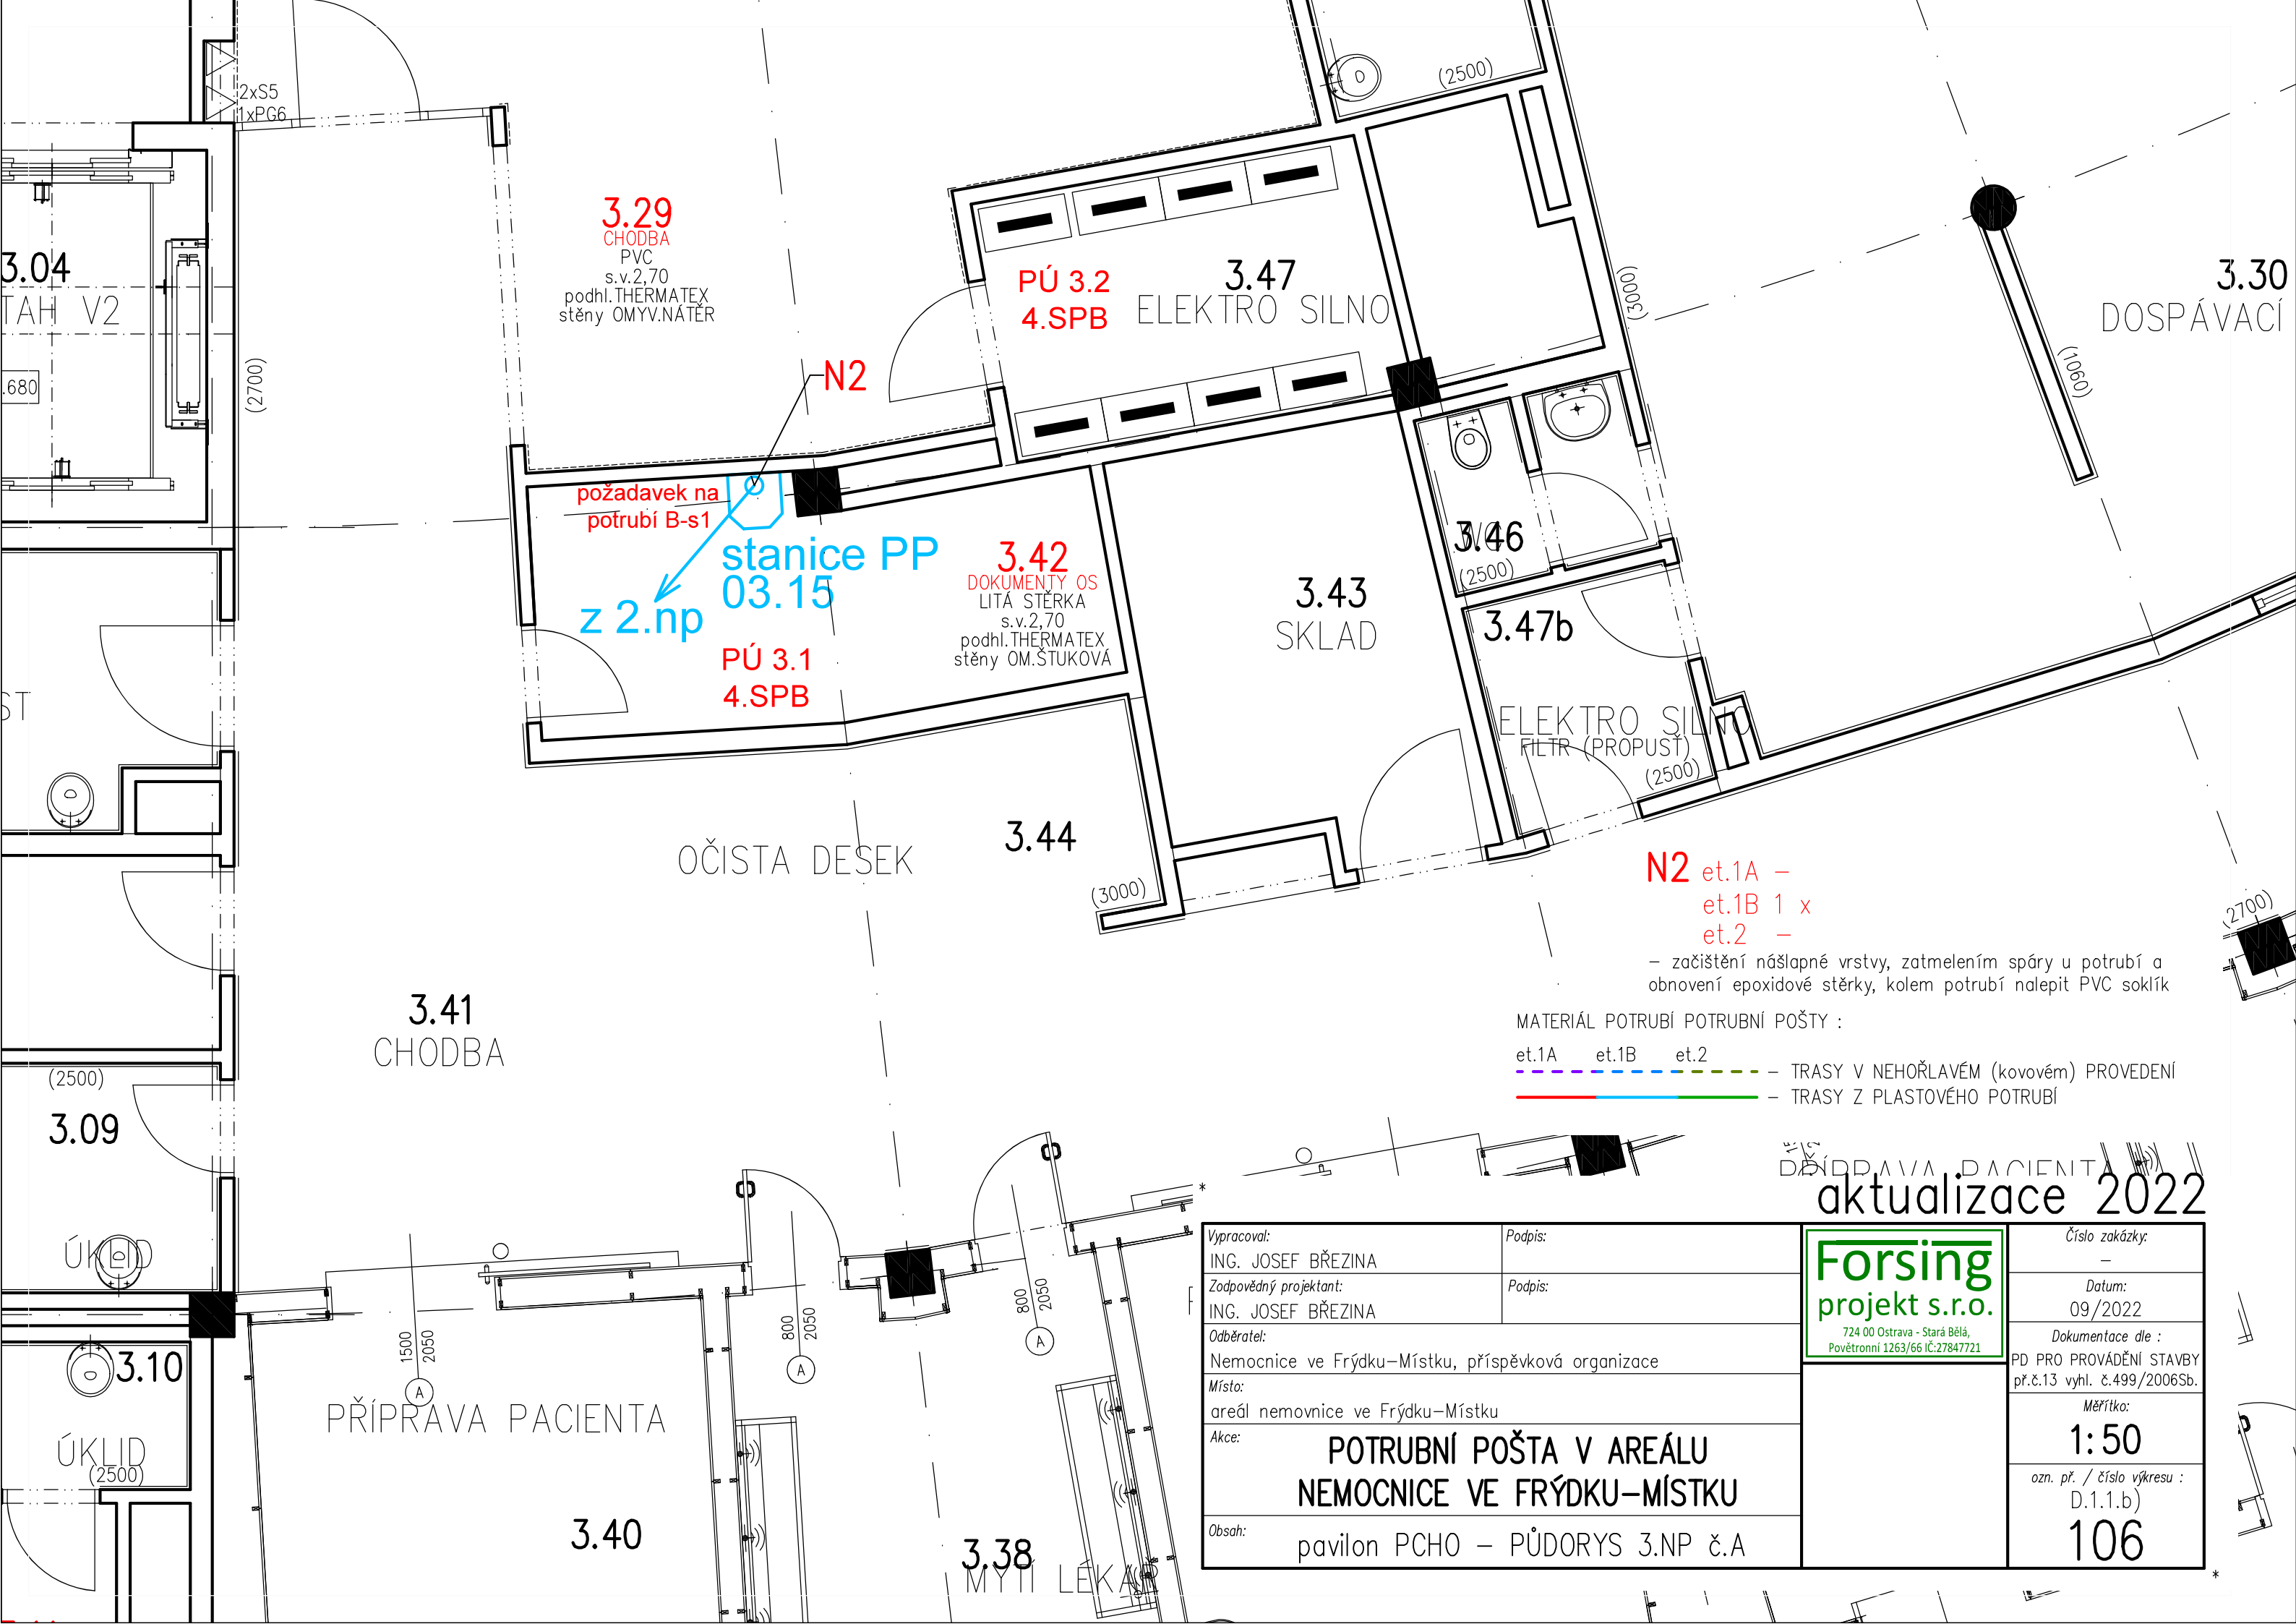 2xS5
1xPG6
(2500)
3.29
CHODBA
PVC
s.v.2,70
podhl.THERMATEX
stěny OMYV.NÁTĚR
3.04
TAH V2
.680
(2700)
PÚ 3.2
4.SPB
3.47
ELEKTRO SILNO
(3000)
3.30
DOSPÁVACÍ
(1060)
N2
požadavek na
potrubí B-s1
stanice PP
03.15
z 2.np
PÚ 3.1
4.SPB
3.42
DOKUMENTY OS
LITÁ STĚRKA
s.v.2,70
podhl.THERMATEX
stěny OM.ŠTUKOVÁ
3.43
SKLAD
3.46
(2500)
3.47b
ELEKTRO SILNO
FILTR (PROPUSŤ)
(2500)
ST
OČISTA DESEK
3.44
(3000)
3.41
CHODBA
(2500)
3.09
ÚKLID
3.10
ÚKLID
(2500)
N2 et.1A –
et.1B 1 x
et.2 –
– začištění nášlapné vrstvy, zatmelením spáry u potrubí a
obnovení epoxidové stěrky, kolem potrubí nalepit PVC soklík
(2700)
MATERIÁL POTRUBÍ POTRUBNÍ POŠTY :
et.1A et.1B et.2
– TRASY V NEHOŘLAVÉM (kovovém) PROVEDENÍ
– TRASY Z PLASTOVÉHO POTRUBÍ
PŘÍPRAVA PACIENTA
aktualizace 2022
1500
2050
A
800
2050
A
800
2050
A
PŘÍPRAVA PACIENTA
3.40
3.38
MYTÍ LÉKAŘ
Vypracoval:
Podpis:
ING. JOSEF BŘEZINA
Zodpovědný projektant:
Podpis:
ING. JOSEF BŘEZINA
Odběratel:
Nemocnice ve Frýdku–Místku, příspěvková organizace
Místo:
areál nemovnice ve Frýdku–Místku
Akce:
POTRUBNÍ POŠTA V AREÁLU
NEMOCNICE VE FRÝDKU–MÍSTKU
Obsah:
pavilon PCHO – PŮDORYS 3.NP č.A
Forsing
projekt s.r.o.
724 00 Ostrava - Stará Bělá,
Povětronní 1263/66 IČ:27847721
Číslo zakázky:
–
Datum:
09/2022
Dokumentace dle :
PD PRO PROVÁDĚNÍ STAVBY
př.č.13 vyhl. č.499/2006Sb.
Měřítko:
1:50
ozn. př. / číslo výkresu :
D.1.1.b)
106